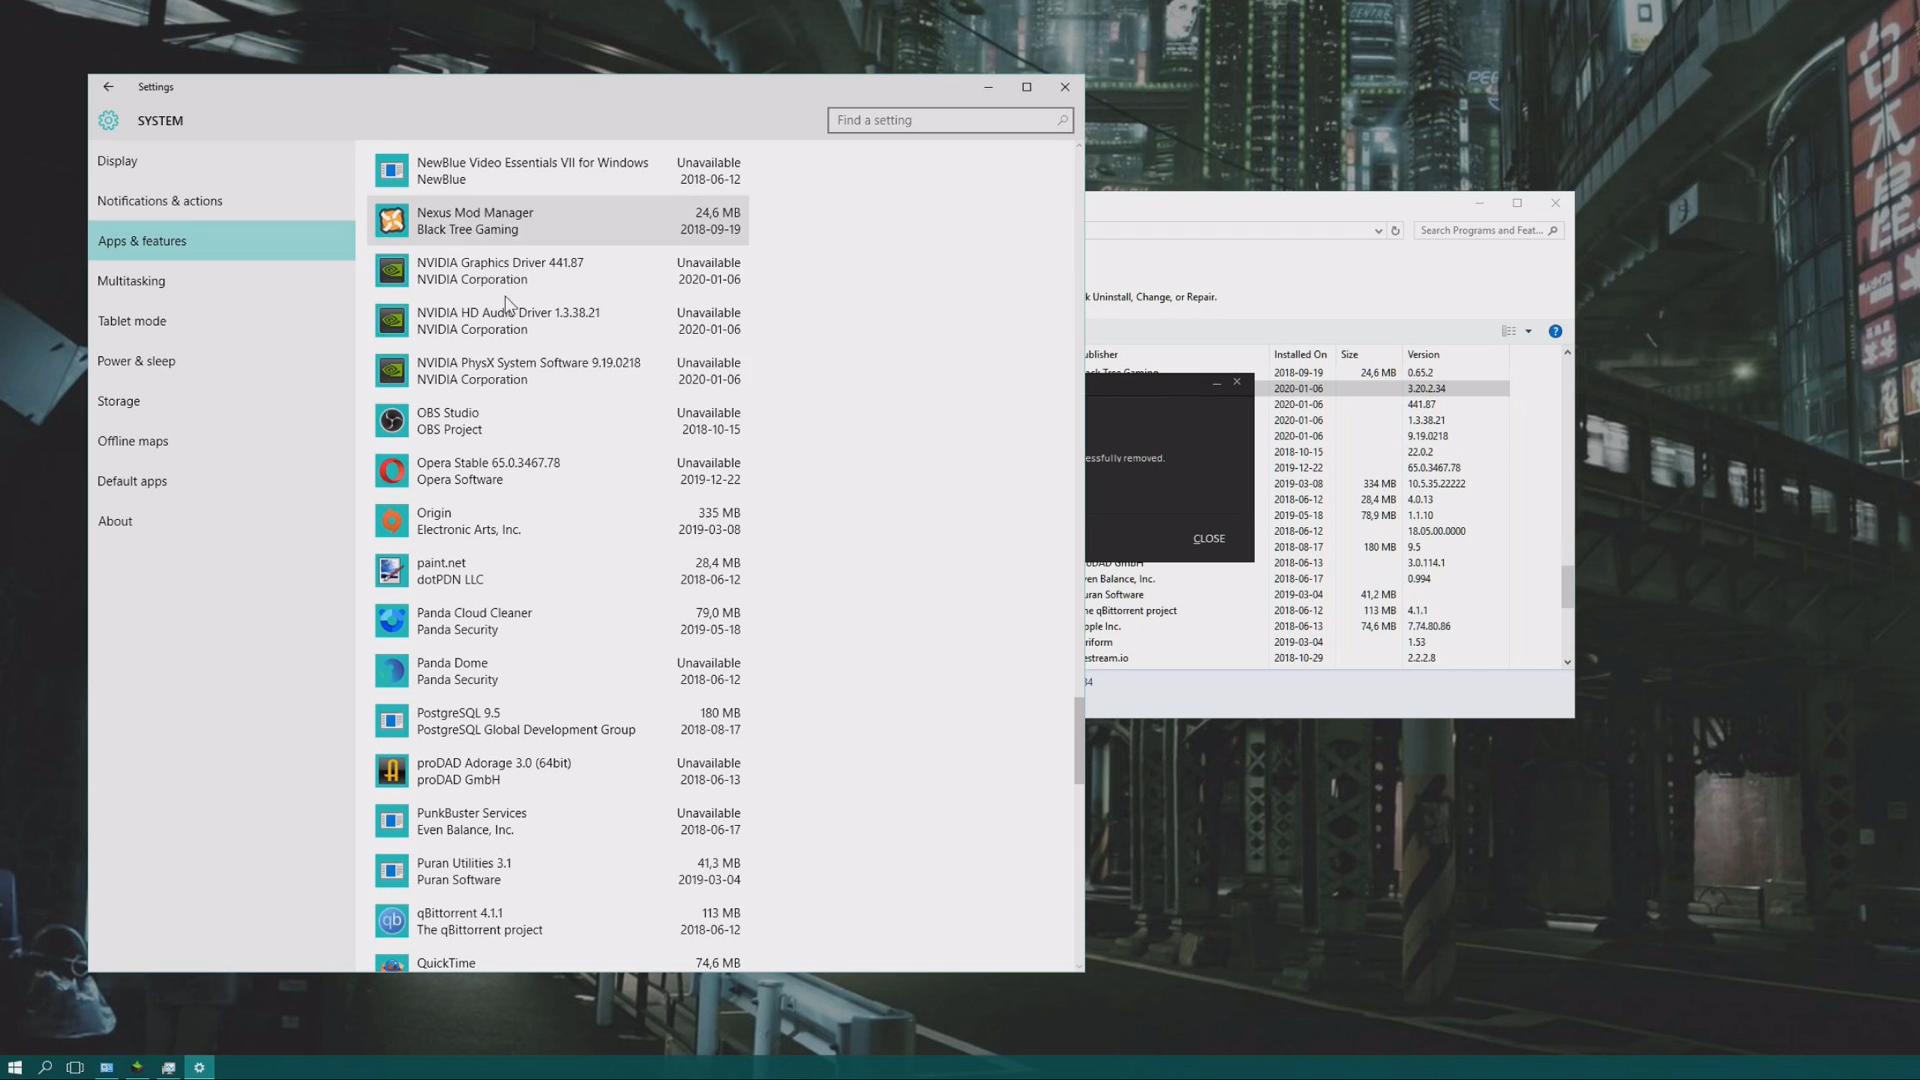 Settings
SYSTEM
Find a setting
Display
Notifications & actions
Apps & features
Multitasking
Tablet mode
Power & sleep
Storage
Offline maps
Default apps
About
NewBlue Video Essentials VII for Windows Unavailable
NewBlue 2018-06-12
Nexus Mod Manager 24,6 MB
Black Tree Gaming 2018-09-19
NVIDIA Graphics Driver 441.87 Unavailable
NVIDIA Corporation 2020-01-06
NVIDIA HD Audio Driver 1.3.38.21 Unavailable
NVIDIA Corporation 2020-01-06
NVIDIA PhysX System Software 9.19.0218 Unavailable
NVIDIA Corporation 2020-01-06
OBS Studio Unavailable
OBS Project 2018-10-15
Opera Stable 65.0.3467.78 Unavailable
Opera Software 2019-12-22
Origin 335 MB
Electronic Arts, Inc. 2019-03-08
paint.net 28,4 MB
dotPDN LLC 2018-06-12
Panda Cloud Cleaner 79,0 MB
Panda Security 2019-05-18
Panda Dome Unavailable
Panda Security 2018-06-12
PostgreSQL 9.5 180 MB
PostgreSQL Global Development Group 2018-08-17
proDAD Adorage 3.0 (64bit) Unavailable
proDAD GmbH 2018-06-13
PunkBuster Services Unavailable
Even Balance, Inc. 2018-06-17
Puran Utilities 3.1 41,3 MB
Puran Software 2019-03-04
qBittorrent 4.1.1 113 MB
The qBittorrent project 2018-06-12
QuickTime 74,6 MB
Search Programs and Feat...
k Uninstall, Change, or Repair.
ublisher Installed On Size Version
ack Tree Gaming 2018-09-19 24,6 MB 0.65.2
2020-01-06 3.20.2.34
2020-01-06 441.87
2020-01-06 1.3.38.21
2020-01-06 9.19.0218
2018-10-15 22.0.2
2019-12-22 65.0.3467.78
2019-03-08 334 MB 10.5.35.22222
2018-06-12 28,4 MB 4.0.13
2019-05-18 78,9 MB 1.1.10
2018-06-12 18.05.00.0000
2018-08-17 180 MB 9.5
roDAD GmbH 2018-06-13 3.0.114.1
ven Balance, Inc. 2018-06-17 0.994
uran Software 2019-03-04 41,2 MB
he qBittorrent project 2018-06-12 113 MB 4.1.1
pple Inc. 2018-06-13 74,6 MB 7.74.80.86
riform 2019-03-04 1.53
estream.io 2018-10-29 2.2.2.8
34
essfully removed.
CLOSE